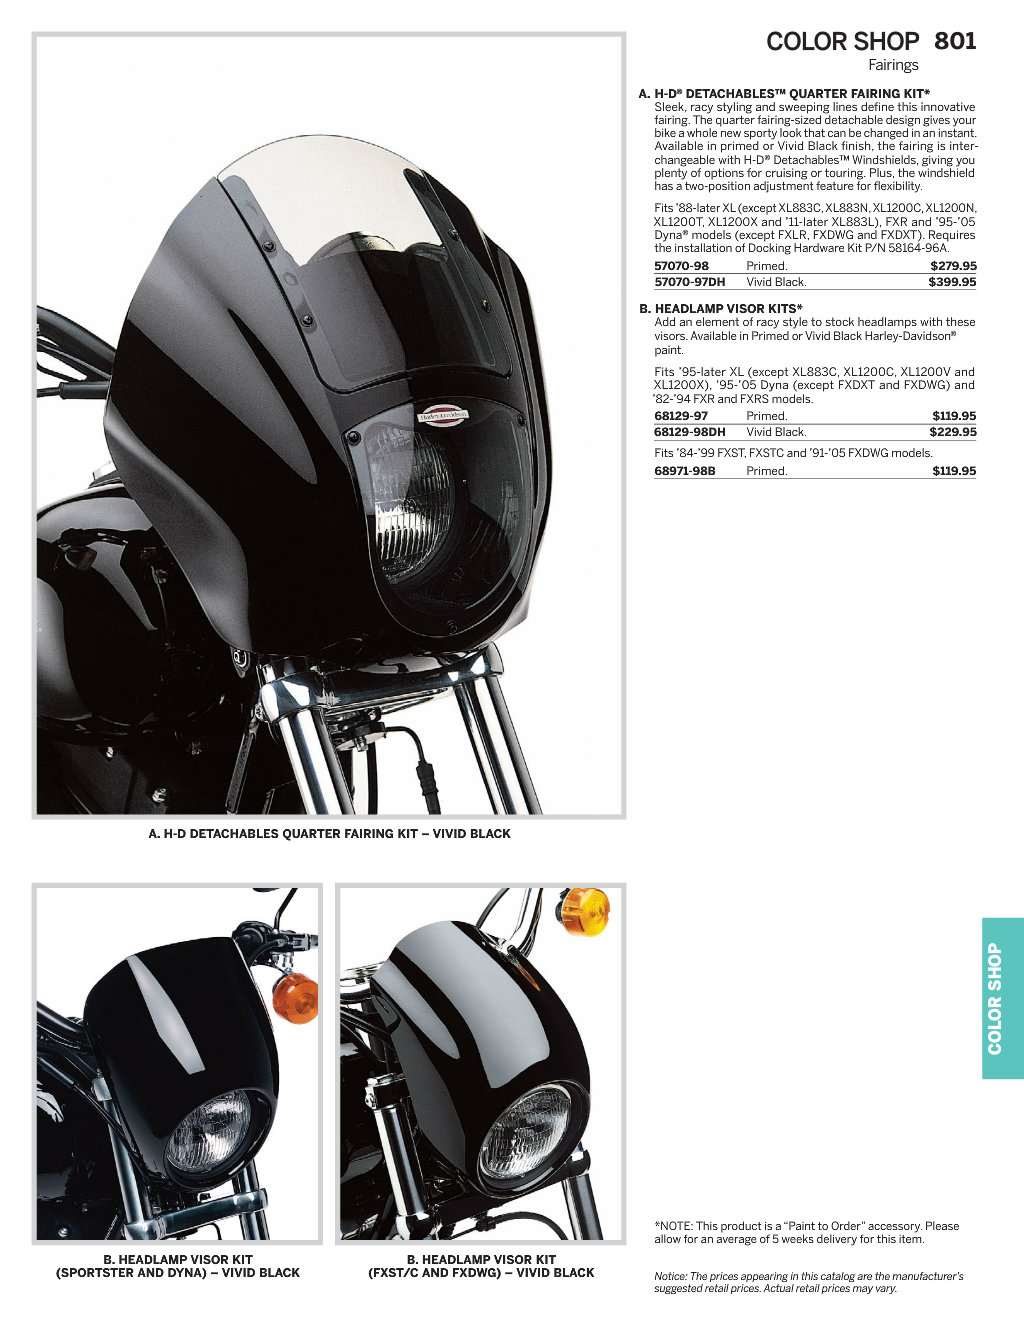 COLOR SHOP 801
Fairings
A. H-D® DETACHABLES™ QUARTER FAIRING KIT*
Sleek, racy styling and sweeping lines define this innovative
fairing. The quarter fairing-sized detachable design gives your
bike a whole new sporty look that can be changed in an instant.
Available in primed or Vivid Black finish, the fairing is inter-
changeable with H-D® Detachables™ Windshields, giving you
plenty of options for cruising or touring. Plus, the windshield
has a two-position adjustment feature for flexibility.
Fits ’88-later XL (except XL883C, XL883N, XL1200C, XL1200N,
XL1200T, XL1200X and ’11-later XL883L), FXR and ’95-’05
Dyna® models (except FXLR, FXDWG and FXDXT). Requires
the installation of Docking Hardware Kit P/N 58164-96A.
57070-98 Primed. $279.95
57070-97DH Vivid Black. $399.95
B. HEADLAMP VISOR KITS*
Add an element of racy style to stock headlamps with these
visors. Available in Primed or Vivid Black Harley-Davidson®
paint.
Fits ’95-later XL (except XL883C, XL1200C, XL1200V and
XL1200X), ’95-’05 Dyna (except FXDXT and FXDWG) and
’82-’94 FXR and FXRS models.
68129-97 Primed. $119.95
68129-98DH Vivid Black. $229.95
Fits ’84-’99 FXST, FXSTC and ’91-’05 FXDWG models.
68971-98B Primed. $119.95
Harley-Davidson
A. H-D DETACHABLES QUARTER FAIRING KIT – VIVID BLACK
B. HEADLAMP VISOR KIT
(SPORTSTER AND DYNA) – VIVID BLACK
B. HEADLAMP VISOR KIT
(FXST/C AND FXDWG) – VIVID BLACK
COLOR SHOP
*NOTE: This product is a “Paint to Order” accessory. Please
allow for an average of 5 weeks delivery for this item.
Notice: The prices appearing in this catalog are the manufacturer’s
suggested retail prices. Actual retail prices may vary.